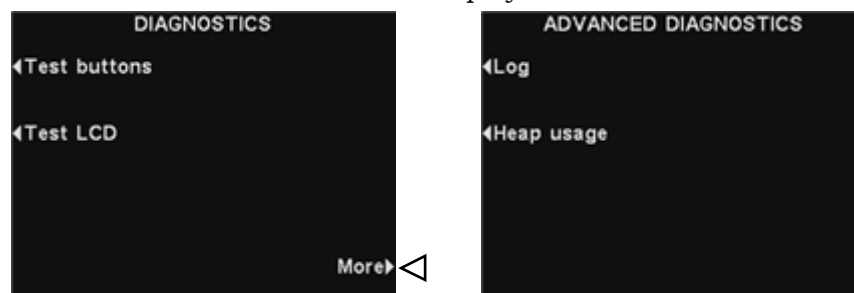 DIAGNOSTICS
◀Test buttons
◀Test LCD
More▶
ADVANCED DIAGNOSTICS
◀Log
◀Heap usage